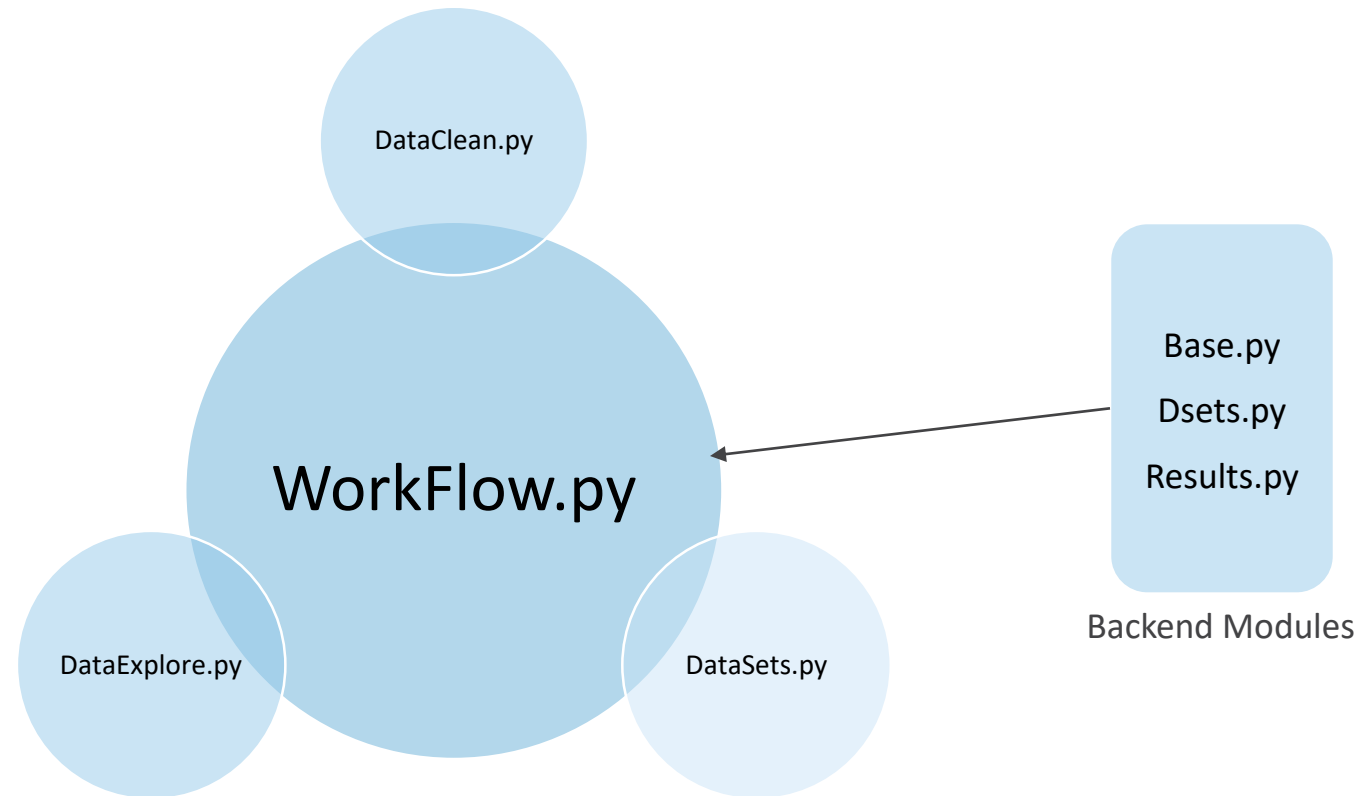 DataClean.py
WorkFlow.py
DataExplore.py
DataSets.py
Base.py
Dsets.py
Results.py
Backend Modules